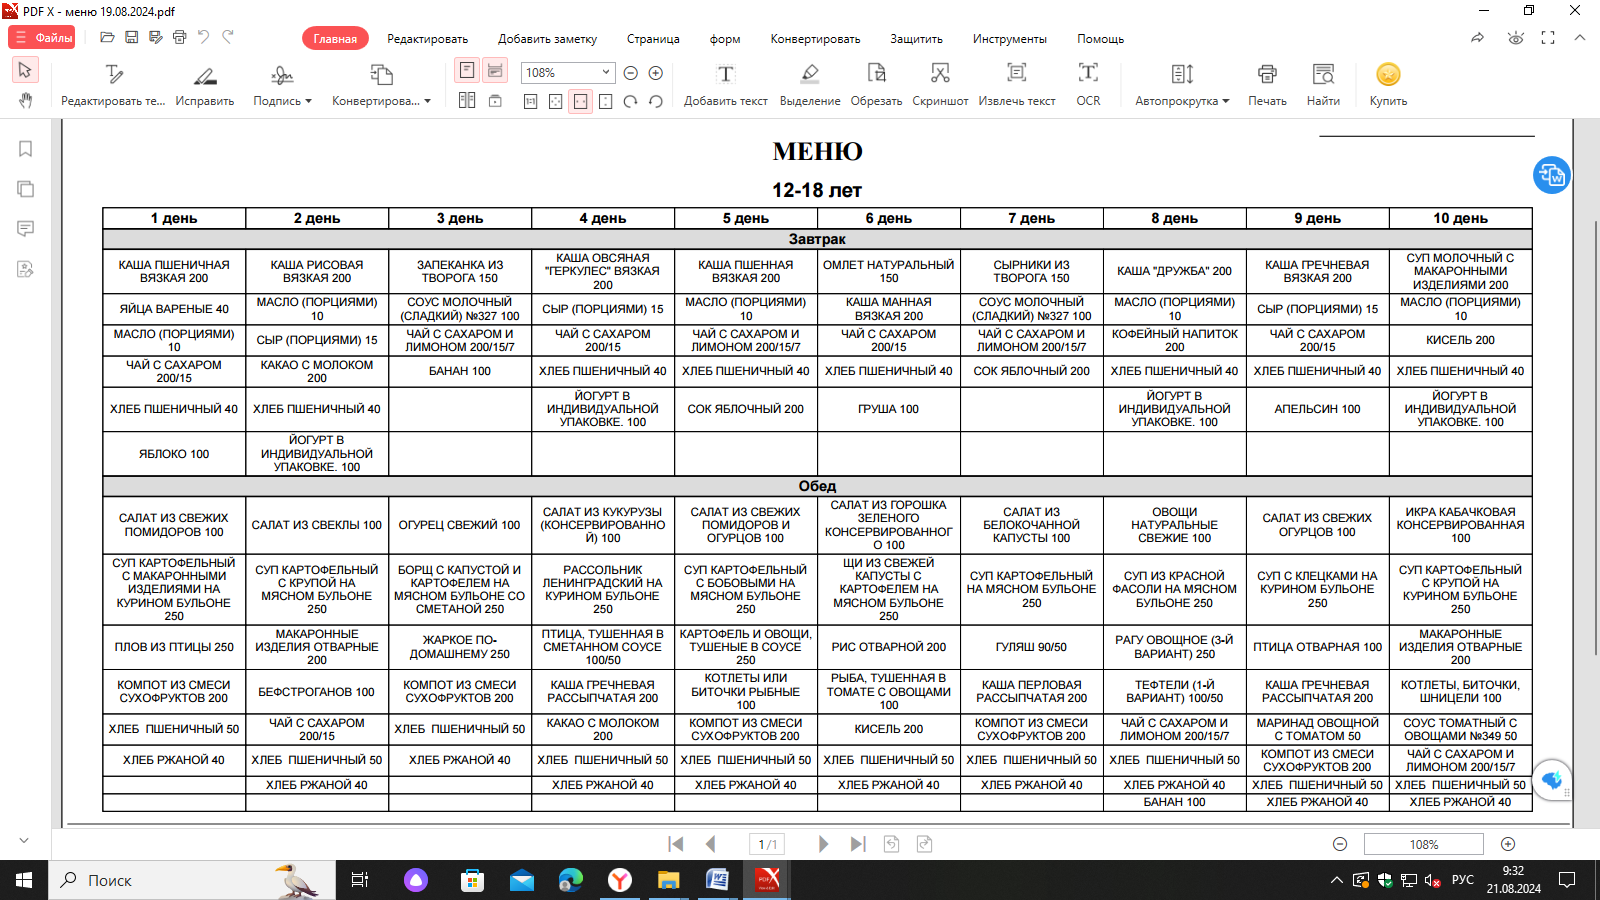 PDF X - меню 19.08.2024.pdf
Файлы
Главная Редактировать Добавить заметку Страница форм Конвертировать Защитить Инструменты Помощь
108%
Редактировать те... Исправить Подпись Конвертирова... Добавить текст Выделение Обрезать Скриншот Извлечь текст OCR Автопрокрутка Печать Найти Купить
МЕНЮ
12-18 лет
1 день 2 день 3 день 4 день 5 день 6 день 7 день 8 день 9 день 10 день
Завтрак
КАША ПШЕНИЧНАЯ ВЯЗКАЯ 200 | КАША РИСОВАЯ ВЯЗКАЯ 200 | ЗАПЕКАНКА ИЗ ТВОРОГА 150 | КАША ОВСЯНАЯ "ГЕРКУЛЕС" ВЯЗКАЯ 200 | КАША ПШЕННАЯ ВЯЗКАЯ 200 | ОМЛЕТ НАТУРАЛЬНЫЙ 150 | СЫРНИКИ ИЗ ТВОРОГА 150 | КАША "ДРУЖБА" 200 | КАША ГРЕЧНЕВАЯ ВЯЗКАЯ 200 | СУП МОЛОЧНЫЙ С МАКАРОННЫМИ ИЗДЕЛИЯМИ 200
ЯЙЦА ВАРЕНЫЕ 40 | МАСЛО (ПОРЦИЯМИ) 10 | СОУС МОЛОЧНЫЙ (СЛАДКИЙ) №327 100 | СЫР (ПОРЦИЯМИ) 15 | МАСЛО (ПОРЦИЯМИ) 10 | КАША МАННАЯ ВЯЗКАЯ 200 | СОУС МОЛОЧНЫЙ (СЛАДКИЙ) №327 100 | МАСЛО (ПОРЦИЯМИ) 10 | СЫР (ПОРЦИЯМИ) 15 | МАСЛО (ПОРЦИЯМИ) 10
МАСЛО (ПОРЦИЯМИ) 10 | СЫР (ПОРЦИЯМИ) 15 | ЧАЙ С САХАРОМ И ЛИМОНОМ 200/15/7 | ЧАЙ С САХАРОМ 200/15 | ЧАЙ С САХАРОМ И ЛИМОНОМ 200/15/7 | ЧАЙ С САХАРОМ 200/15 | ЧАЙ С САХАРОМ И ЛИМОНОМ 200/15/7 | КОФЕЙНЫЙ НАПИТОК 200 | ЧАЙ С САХАРОМ 200/15 | КИСЕЛЬ 200
ЧАЙ С САХАРОМ 200/15 | КАКАО С МОЛОКОМ 200 | БАНАН 100 | ХЛЕБ ПШЕНИЧНЫЙ 40 | ХЛЕБ ПШЕНИЧНЫЙ 40 | ХЛЕБ ПШЕНИЧНЫЙ 40 | СОК ЯБЛОЧНЫЙ 200 | ХЛЕБ ПШЕНИЧНЫЙ 40 | ХЛЕБ ПШЕНИЧНЫЙ 40 | ХЛЕБ ПШЕНИЧНЫЙ 40
ХЛЕБ ПШЕНИЧНЫЙ 40 | ХЛЕБ ПШЕНИЧНЫЙ 40 | ЙОГУРТ В ИНДИВИДУАЛЬНОЙ УПАКОВКЕ. 100 | СОК ЯБЛОЧНЫЙ 200 | ГРУША 100 | ЙОГУРТ В ИНДИВИДУАЛЬНОЙ УПАКОВКЕ. 100 | АПЕЛЬСИН 100 | ЙОГУРТ В ИНДИВИДУАЛЬНОЙ УПАКОВКЕ. 100
ЯБЛОКО 100 | ЙОГУРТ В ИНДИВИДУАЛЬНОЙ УПАКОВКЕ. 100
Обед
САЛАТ ИЗ СВЕЖИХ ПОМИДОРОВ 100 | САЛАТ ИЗ СВЕКЛЫ 100 | ОГУРЕЦ СВЕЖИЙ 100 | САЛАТ ИЗ КУКУРУЗЫ (КОНСЕРВИРОВАННОЙ) 100 | САЛАТ ИЗ СВЕЖИХ ПОМИДОРОВ И ОГУРЦОВ 100 | САЛАТ ИЗ ГОРОШКА ЗЕЛЕНОГО КОНСЕРВИРОВАННОГО 100 | САЛАТ ИЗ БЕЛОКОЧАННОЙ КАПУСТЫ 100 | ОВОЩИ НАТУРАЛЬНЫЕ СВЕЖИЕ 100 | САЛАТ ИЗ СВЕЖИХ ОГУРЦОВ 100 | ИКРА КАБАЧКОВАЯ КОНСЕРВИРОВАННАЯ 100
СУП КАРТОФЕЛЬНЫЙ С МАКАРОННЫМИ ИЗДЕЛИЯМИ НА КУРИНОМ БУЛЬОНЕ 250 | СУП КАРТОФЕЛЬНЫЙ С КРУПОЙ НА МЯСНОМ БУЛЬОНЕ 250 | БОРЩ С КАПУСТОЙ И КАРТОФЕЛЕМ НА МЯСНОМ БУЛЬОНЕ СО СМЕТАНОЙ 250 | РАССОЛЬНИК ЛЕНИНГРАДСКИЙ НА КУРИНОМ БУЛЬОНЕ 250 | СУП КАРТОФЕЛЬНЫЙ С БОБОВЫМИ НА МЯСНОМ БУЛЬОНЕ 250 | ЩИ ИЗ СВЕЖЕЙ КАПУСТЫ С КАРТОФЕЛЕМ НА МЯСНОМ БУЛЬОНЕ 250 | СУП КАРТОФЕЛЬНЫЙ НА МЯСНОМ БУЛЬОНЕ 250 | СУП ИЗ КРАСНОЙ ФАСОЛИ НА МЯСНОМ БУЛЬОНЕ 250 | СУП С КЛЕЦКАМИ НА КУРИНОМ БУЛЬОНЕ 250 | СУП КАРТОФЕЛЬНЫЙ С КРУПОЙ НА КУРИНОМ БУЛЬОНЕ 250
ПЛОВ ИЗ ПТИЦЫ 250 | МАКАРОННЫЕ ИЗДЕЛИЯ ОТВАРНЫЕ 200 | ЖАРКОЕ ПО-ДОМАШНЕМУ 250 | ПТИЦА, ТУШЕННАЯ В СМЕТАННОМ СОУСЕ 100/50 | КАРТОФЕЛЬ И ОВОЩИ, ТУШЕНЫЕ В СОУСЕ 250 | РИС ОТВАРНОЙ 200 | ГУЛЯШ 90/50 | РАГУ ОВОЩНОЕ (3-Й ВАРИАНТ) 250 | ПТИЦА ОТВАРНАЯ 100 | МАКАРОННЫЕ ИЗДЕЛИЯ ОТВАРНЫЕ 200
КОМПОТ ИЗ СМЕСИ СУХОФРУКТОВ 200 | БЕФСТРОГАНОВ 100 | КОМПОТ ИЗ СМЕСИ СУХОФРУКТОВ 200 | КАША ГРЕЧНЕВАЯ РАССЫПЧАТАЯ 200 | КОТЛЕТЫ ИЛИ БИТОЧКИ РЫБНЫЕ 100 | РЫБА, ТУШЕННАЯ В ТОМАТЕ С ОВОЩАМИ 100 | КАША ПЕРЛОВАЯ РАССЫПЧАТАЯ 200 | ТЕФТЕЛИ (1-Й ВАРИАНТ) 100/50 | КАША ГРЕЧНЕВАЯ РАССЫПЧАТАЯ 200 | КОТЛЕТЫ, БИТОЧКИ, ШНИЦЕЛИ 100
ХЛЕБ ПШЕНИЧНЫЙ 50 | ЧАЙ С САХАРОМ 200/15 | ХЛЕБ ПШЕНИЧНЫЙ 50 | КАКАО С МОЛОКОМ 200 | КОМПОТ ИЗ СМЕСИ СУХОФРУКТОВ 200 | КИСЕЛЬ 200 | КОМПОТ ИЗ СМЕСИ СУХОФРУКТОВ 200 | ЧАЙ С САХАРОМ И ЛИМОНОМ 200/15/7 | МАРИНАД ОВОЩНОЙ С ТОМАТОМ 50 | СОУС ТОМАТНЫЙ С ОВОЩАМИ №349 50
ХЛЕБ РЖАНОЙ 40 | ХЛЕБ ПШЕНИЧНЫЙ 50 | ХЛЕБ РЖАНОЙ 40 | ХЛЕБ ПШЕНИЧНЫЙ 50 | ХЛЕБ ПШЕНИЧНЫЙ 50 | ХЛЕБ ПШЕНИЧНЫЙ 50 | ХЛЕБ ПШЕНИЧНЫЙ 50 | ХЛЕБ ПШЕНИЧНЫЙ 50 | КОМПОТ ИЗ СМЕСИ СУХОФРУКТОВ 200 | ЧАЙ С САХАРОМ И ЛИМОНОМ 200/15/7
ХЛЕБ РЖАНОЙ 40 | ХЛЕБ РЖАНОЙ 40 | ХЛЕБ РЖАНОЙ 40 | ХЛЕБ РЖАНОЙ 40 | ХЛЕБ РЖАНОЙ 40 | ХЛЕБ РЖАНОЙ 40 | ХЛЕБ ПШЕНИЧНЫЙ 50 | ХЛЕБ ПШЕНИЧНЫЙ 50
БАНАН 100 | ХЛЕБ РЖАНОЙ 40 | ХЛЕБ РЖАНОЙ 40
1 /1
108%
Поиск
РУС
9:32
21.08.2024